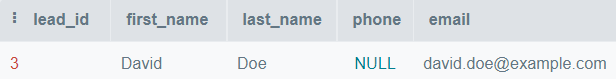 lead_id first_name last_name phone email
3 David Doe NULL david.doe@example.com